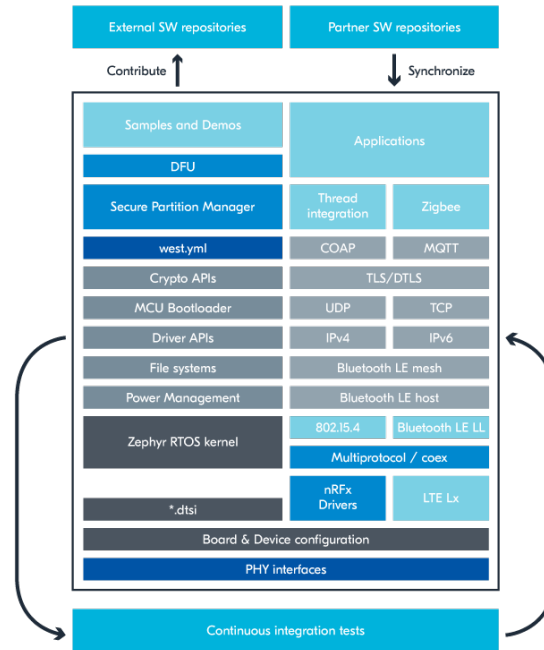 External SW repositories
Partner SW repositories
Contribute
Synchronize
Samples and Demos
Applications
DFU
Secure Partition Manager
Thread
integration
Zigbee
west.yml
COAP
MQTT
Crypto APIs
TLS/DTLS
MCU Bootloader
UDP
TCP
Driver APIs
IPv4
IPv6
File systems
Bluetooth LE mesh
Power Management
Bluetooth LE host
Zephyr RTOS kernel
802.15.4
Bluetooth LE LL
Multiprotocol / coex
*.dtsi
nRFx
Drivers
LTE Lx
Board & Device configuration
PHY interfaces
Continuous integration tests